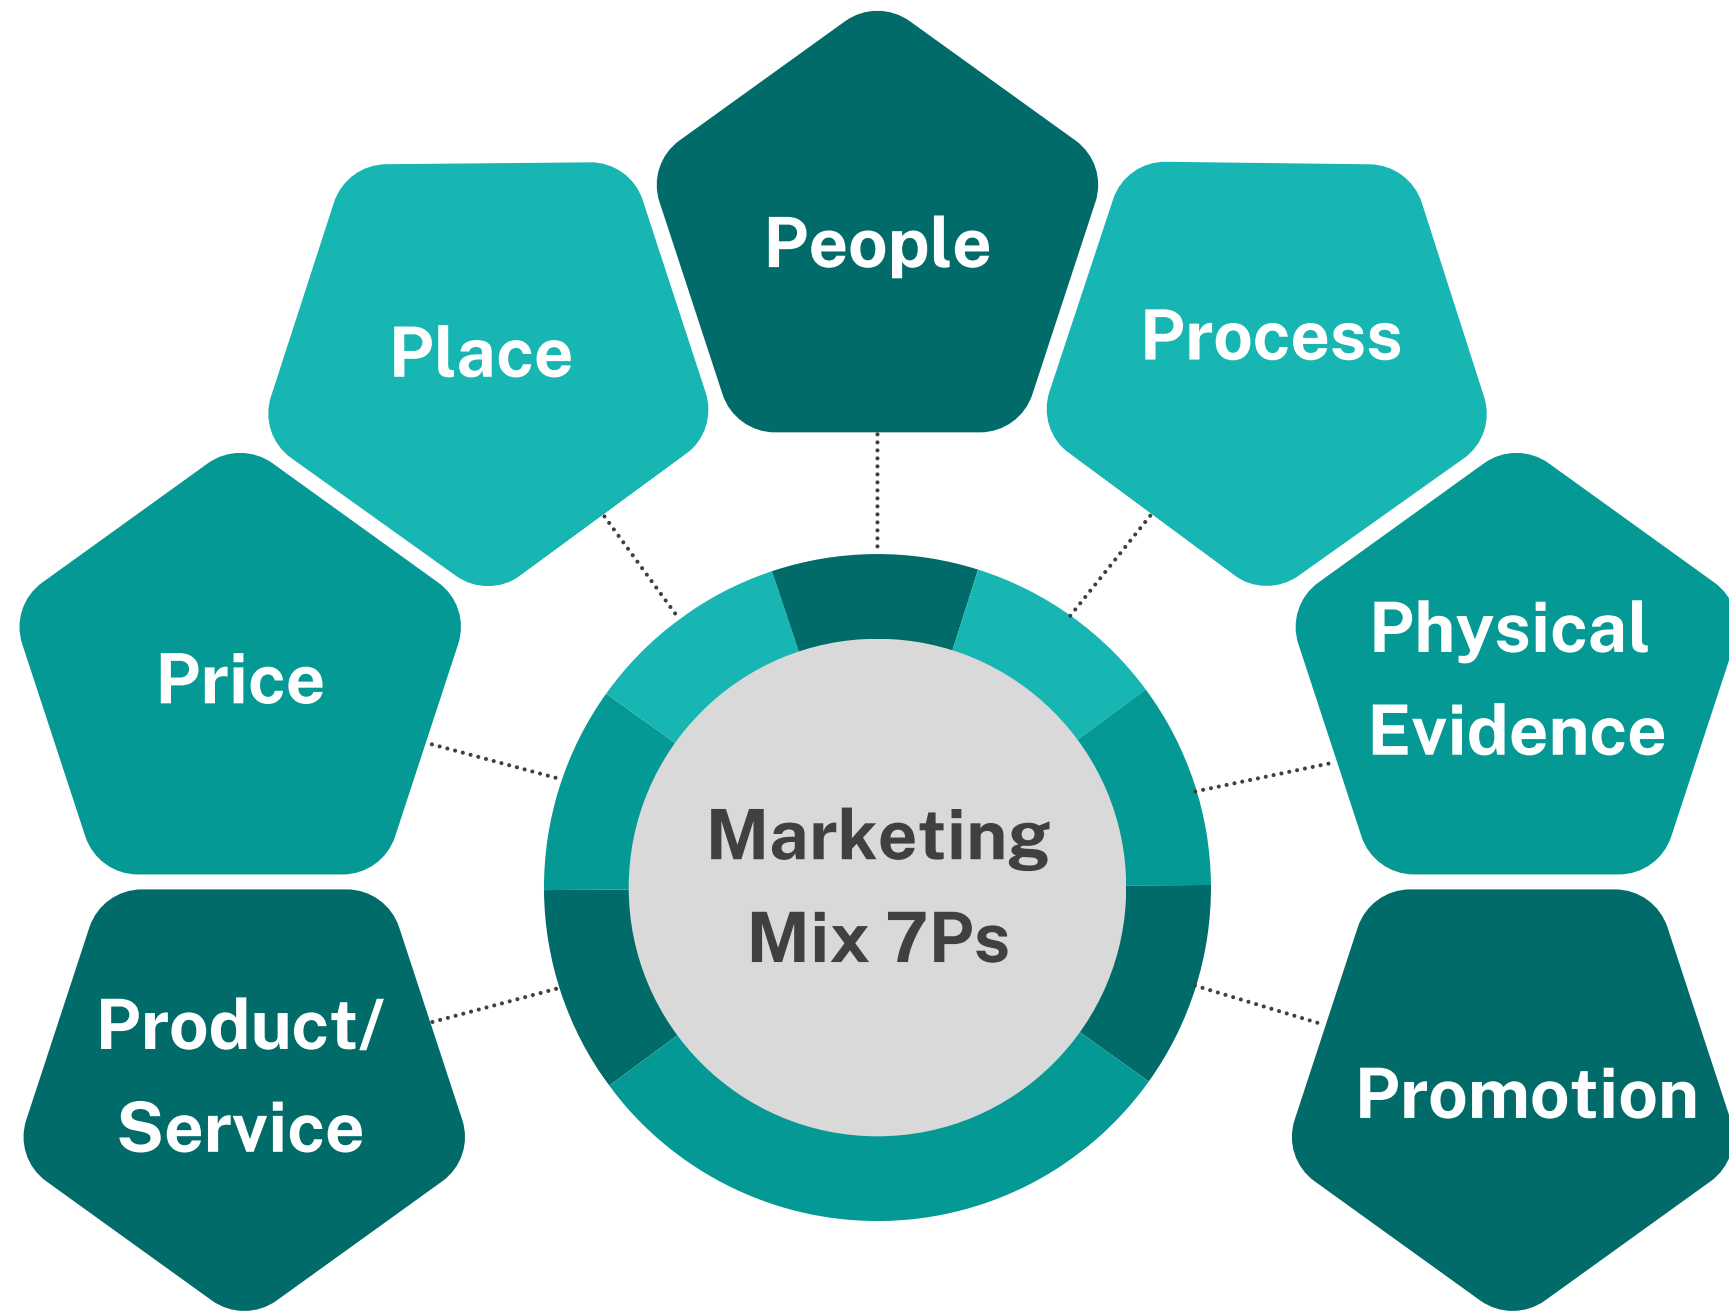 People
Place
Process
Price
Physical
Evidence
Marketing
Mix 7Ps
Product/
Service
Promotion